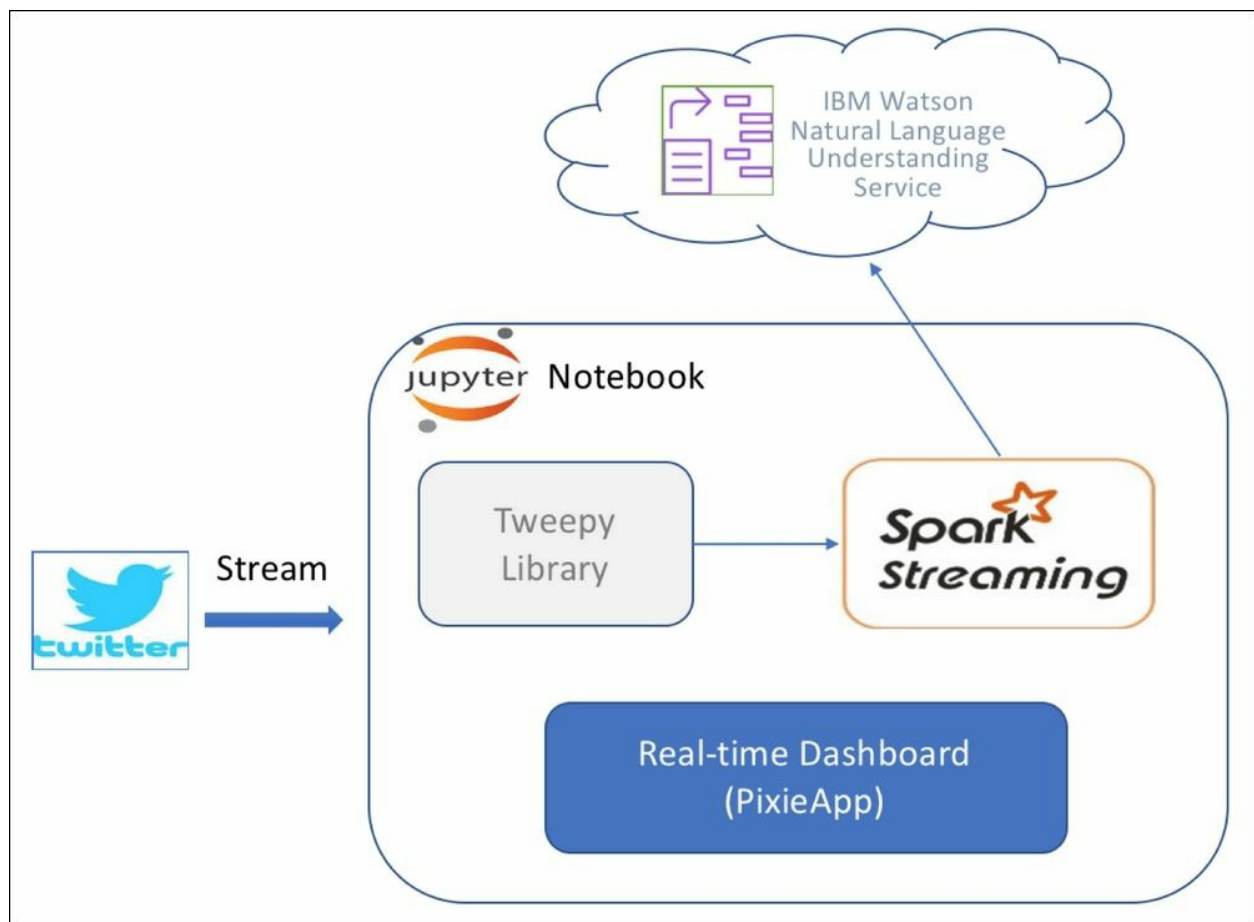 IBM Watson
Natural Language
Understanding
Service
jupyter Notebook
Tweepy
Library
Spark
Streaming
Stream
twitter
Real-time Dashboard
(PixieApp)